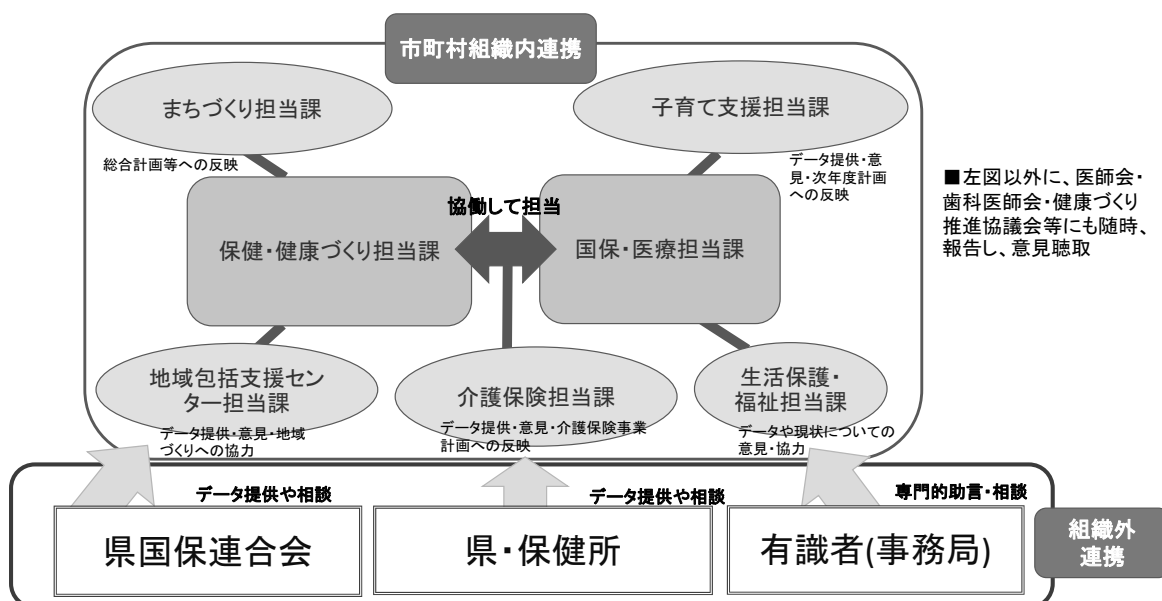 市町村組織内連携
まちづくり担当課
子育て支援担当課
総合計画等への反映
データ提供・意
見・次年度計画
への反映
■左図以外に、医師会・
歯科医師会・健康づくり
推進協議会等にも随時、
報告し、意見聴取
協働して担当
保健・健康づくり担当課
国保・医療担当課
地域包括支援セン
ター担当課
データ提供・意見・地域
づくりへの協力
介護保険担当課
データ提供・意見・介護保険事業
計画への反映
生活保護・
福祉担当課
データや現状についての
意見・協力
データ提供や相談
データ提供や相談
専門的助言・相談
県国保連合会
県・保健所
有識者(事務局)
組織外
連携